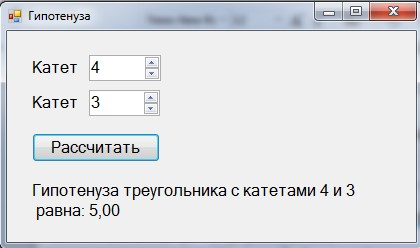 Гипотенуза
Катет 4
Катет 3
Рассчитать
Гипотенуза треугольника с катетами 4 и 3
равна: 5,00